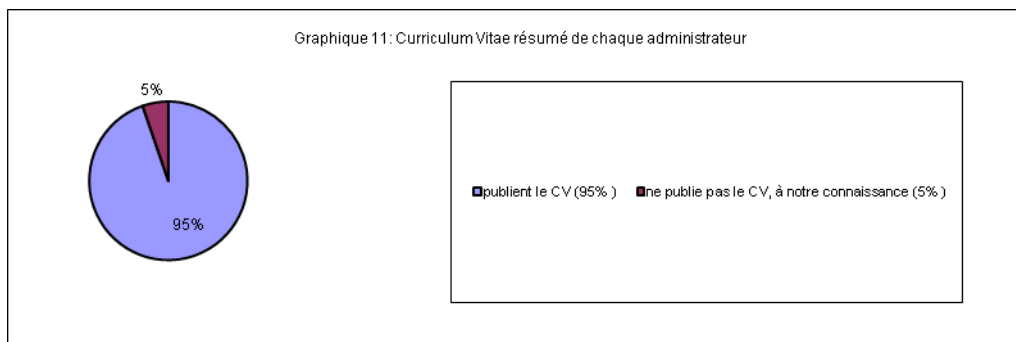 Graphique 11: Curriculum Vitae résumé de chaque administrateur
5%
95%
publient le CV (95% )
ne publie pas le CV, à notre connaissance (5% )